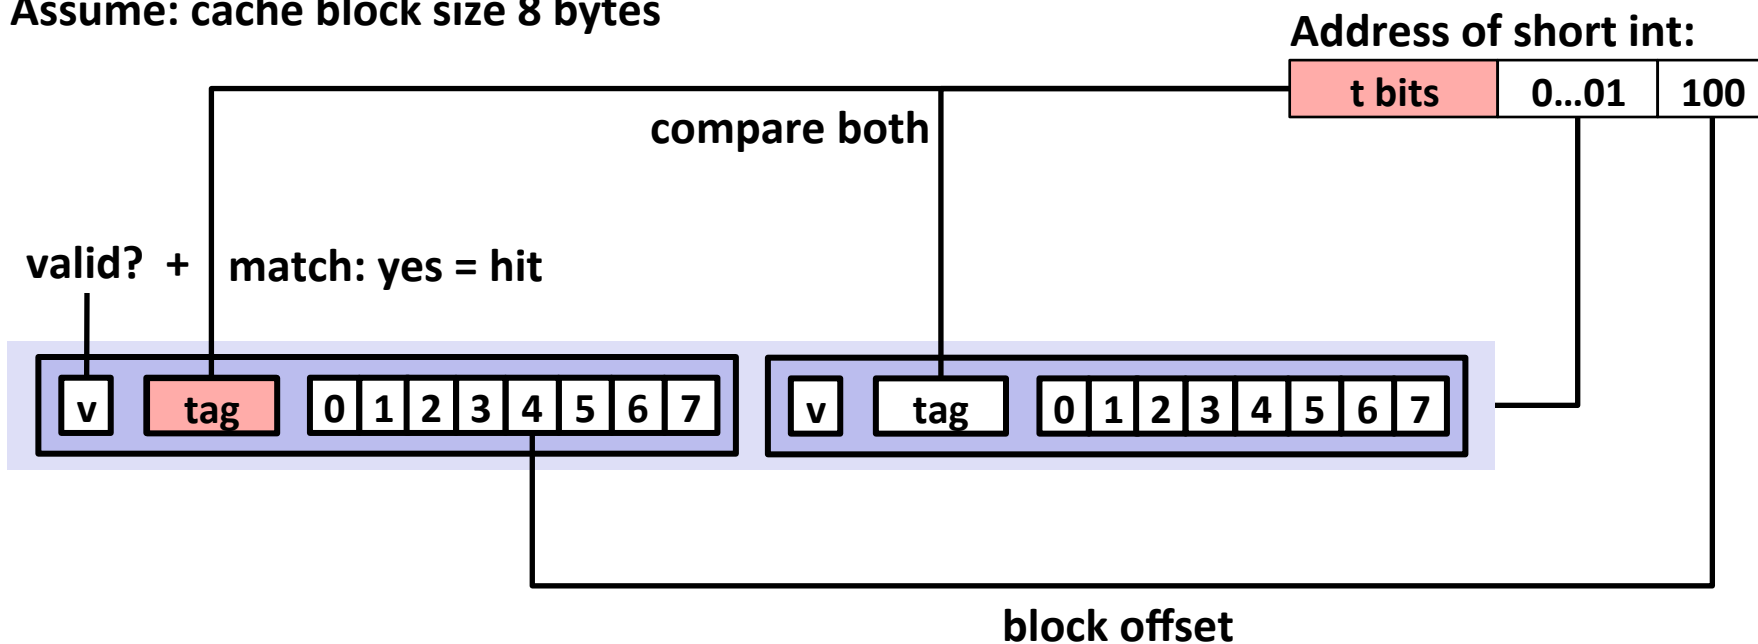 Assume: cache block size 8 bytes
Address of short int:
t bits 0...01 100
compare both
valid? + match: yes = hit
v tag 0 1 2 3 4 5 6 7 v tag 0 1 2 3 4 5 6 7
block offset